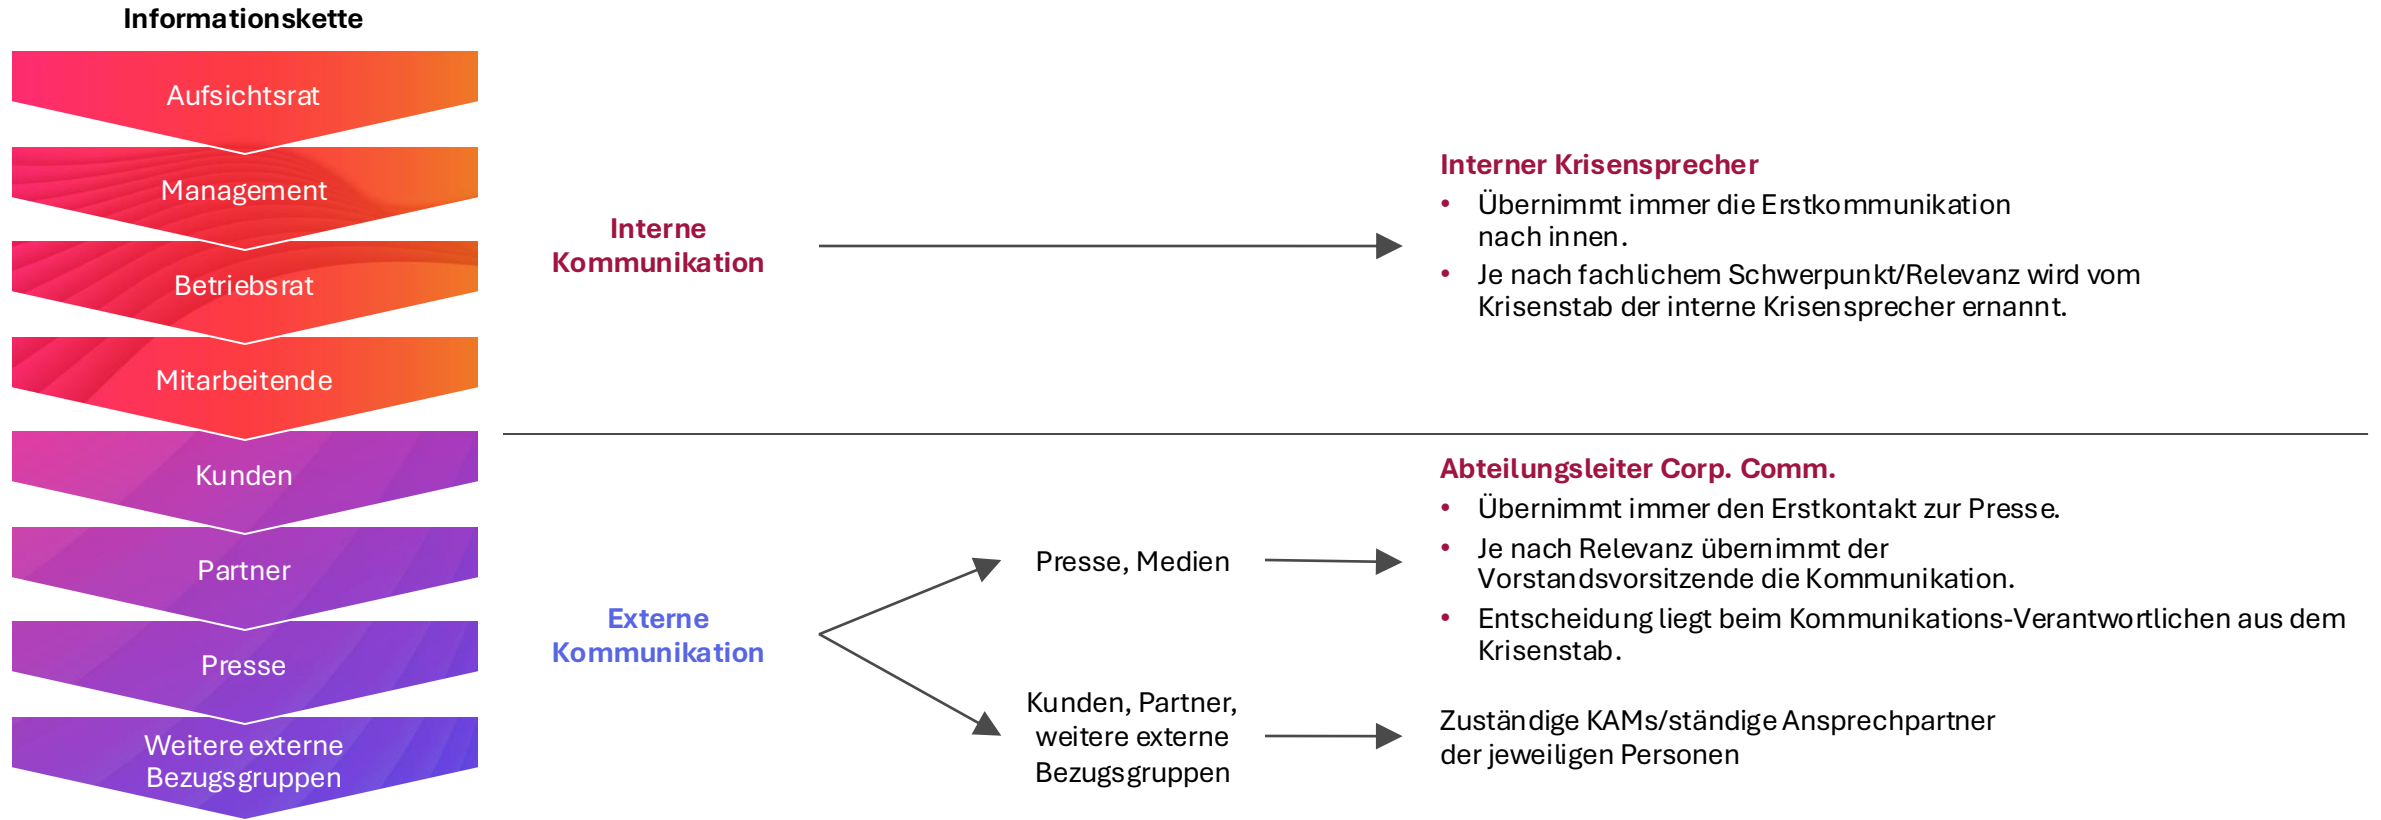 Informationskette
Aufsichtsrat
Management
Betriebsrat
Mitarbeitende
Kunden
Partner
Presse
Weitere externe
Bezugsgruppen
Interne
Kommunikation
Interner Krisensprecher
• Übernimmt immer die Erstkommunikation
nach innen.
• Je nach fachlichem Schwerpunkt/Relevanz wird vom
Krisenstab der interne Krisensprecher ernannt.
Externe
Kommunikation
Presse, Medien
Abteilungsleiter Corp. Comm.
• Übernimmt immer den Erstkontakt zur Presse.
• Je nach Relevanz übernimmt der
Vorstandsvorsitzende die Kommunikation.
• Entscheidung liegt beim Kommunikations-Verantwortlichen aus dem
Krisenstab.
Kunden, Partner,
weitere externe
Bezugsgruppen
Zuständige KAMs/ständige Ansprechpartner
der jeweiligen Personen